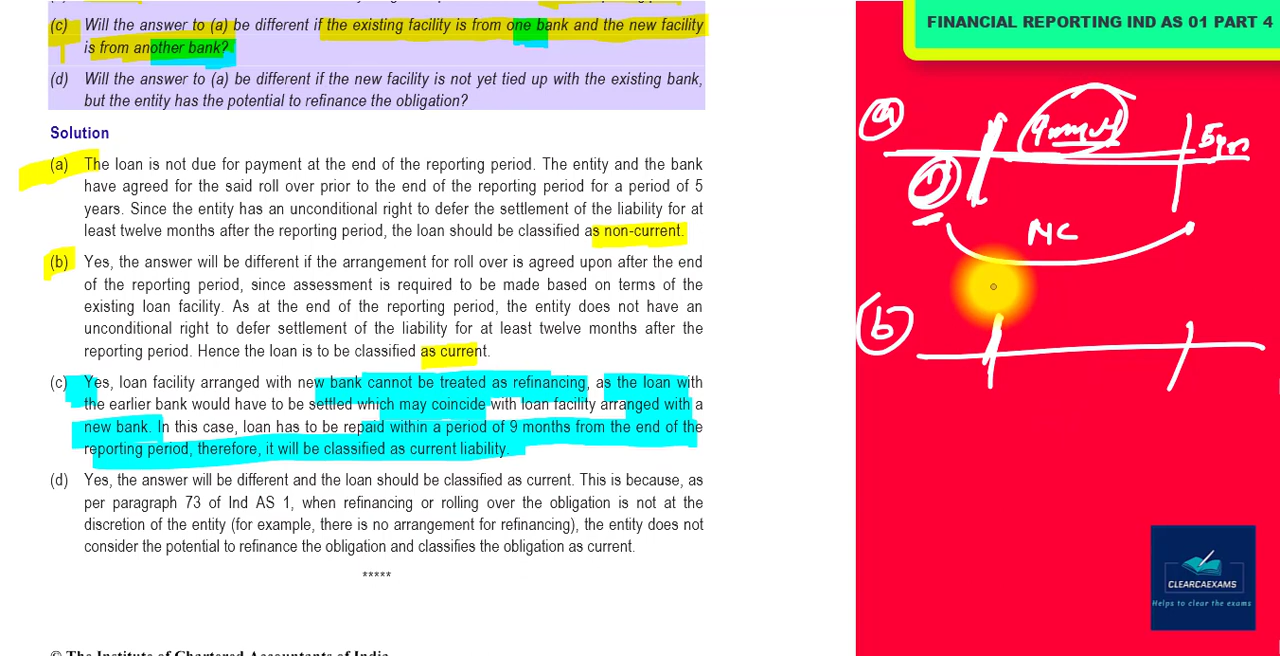 (c) Will the answer to (a) be different if the existing facility is from one bank and the new facility
is from another bank?
(d) Will the answer to (a) be different if the new facility is not yet tied up with the existing bank,
but the entity has the potential to refinance the obligation?
Solution
(a) The loan is not due for payment at the end of the reporting period. The entity and the bank
have agreed for the said roll over prior to the end of the reporting period for a period of 5
years. Since the entity has an unconditional right to defer the settlement of the liability for at
least twelve months after the reporting period, the loan should be classified as non-current.
(b) Yes, the answer will be different if the arrangement for roll over is agreed upon after the end
of the reporting period, since assessment is required to be made based on terms of the
existing loan facility. As at the end of the reporting period, the entity does not have an
unconditional right to defer settlement of the liability for at least twelve months after the
reporting period. Hence the loan is to be classified as current.
(c) Yes, loan facility arranged with new bank cannot be treated as refinancing, as the loan with
the earlier bank would have to be settled which may coincide with loan facility arranged with a
new bank. In this case, loan has to be repaid within a period of 9 months from the end of the
reporting period, therefore, it will be classified as current liability.
(d) Yes, the answer will be different and the loan should be classified as current. This is because, as
per paragraph 73 of Ind AS 1, when refinancing or rolling over the obligation is not at the
discretion of the entity (for example, there is no arrangement for refinancing), the entity does not
consider the potential to refinance the obligation and classifies the obligation as current.
*****
© The Institute of Chartered Accountants of India
FINANCIAL REPORTING IND AS 01 PART 4
(a)
5yrs
NC
(b)
CLEARCAEXAMS
Helps to clear the exams